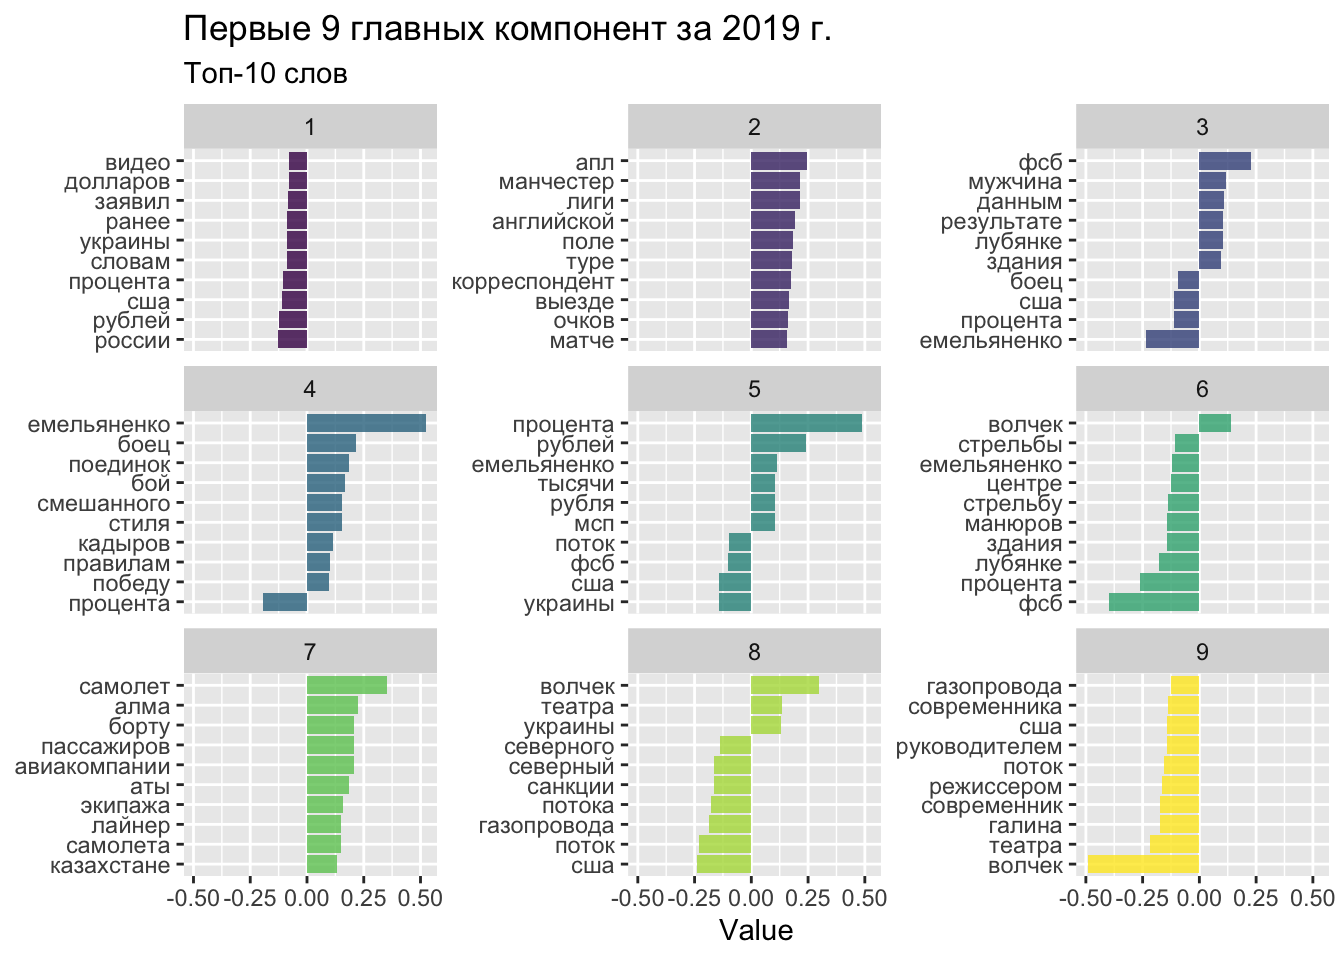 Первые 9 главных компонент за 2019 г.
Топ-10 слов
1
видео
долларов
заявил
ранее
украины
словам
процента
сша
рублей
россии
2
апл
манчестер
лиги
английской
поле
туре
корреспондент
выезде
очков
матче
3
фсб
мужчина
данным
результате
лубянке
здания
боец
сша
процента
емельяненко
4
емельяненко
боец
поединок
бой
смешанного
стиля
кадыров
правилам
победу
процента
5
процента
рублей
емельяненко
тысячи
рубля
мсп
поток
фсб
сша
украины
6
волчек
стрельбы
емельяненко
центре
стрельбу
манюров
здания
лубянке
процента
фсб
7
самолет
алма
борту
пассажиров
авиакомпании
аты
экипажа
лайнер
самолета
казахстане
8
волчек
театра
украины
северного
северный
санкции
потока
газопровода
поток
сша
9
газопровода
современника
сша
руководителем
поток
режиссером
современник
галина
театра
волчек
-0.50 -0.25 0.00 0.25 0.50
-0.50 -0.25 0.00 0.25 0.50
-0.50 -0.25 0.00 0.25 0.50
Value